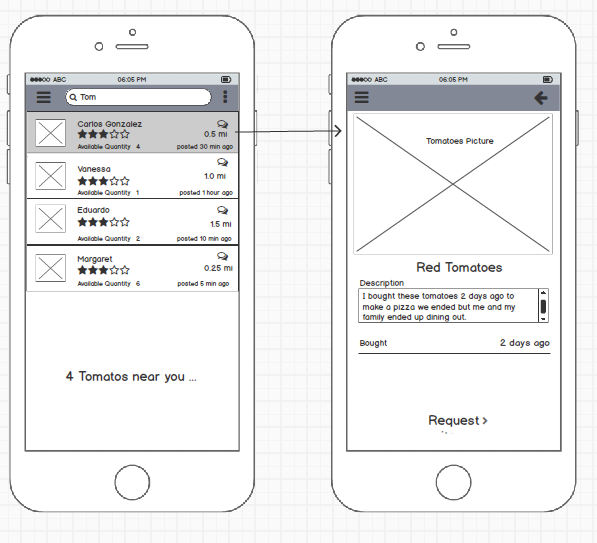 ABC 06:05 PM
Tom
Carlos Gonzalez
0.5 mi
Available Quantity 4 posted 30 min ago
Vanessa
1.0 mi
Available Quantity 1 posted 1 hour ago
Eduardo
1.5 mi
Available Quantity 2 posted 10 min ago
Margaret
0.25 mi
Available Quantity 6 posted 5 min ago
4 Tomatos near you ...
ABC 06:05 PM
Tomatoes Picture
Red Tomatoes
Description
I bought these tomatoes 2 days ago to
make a pizza we ended but me and my
family ended up dining out.
Bought 2 days ago
Request >